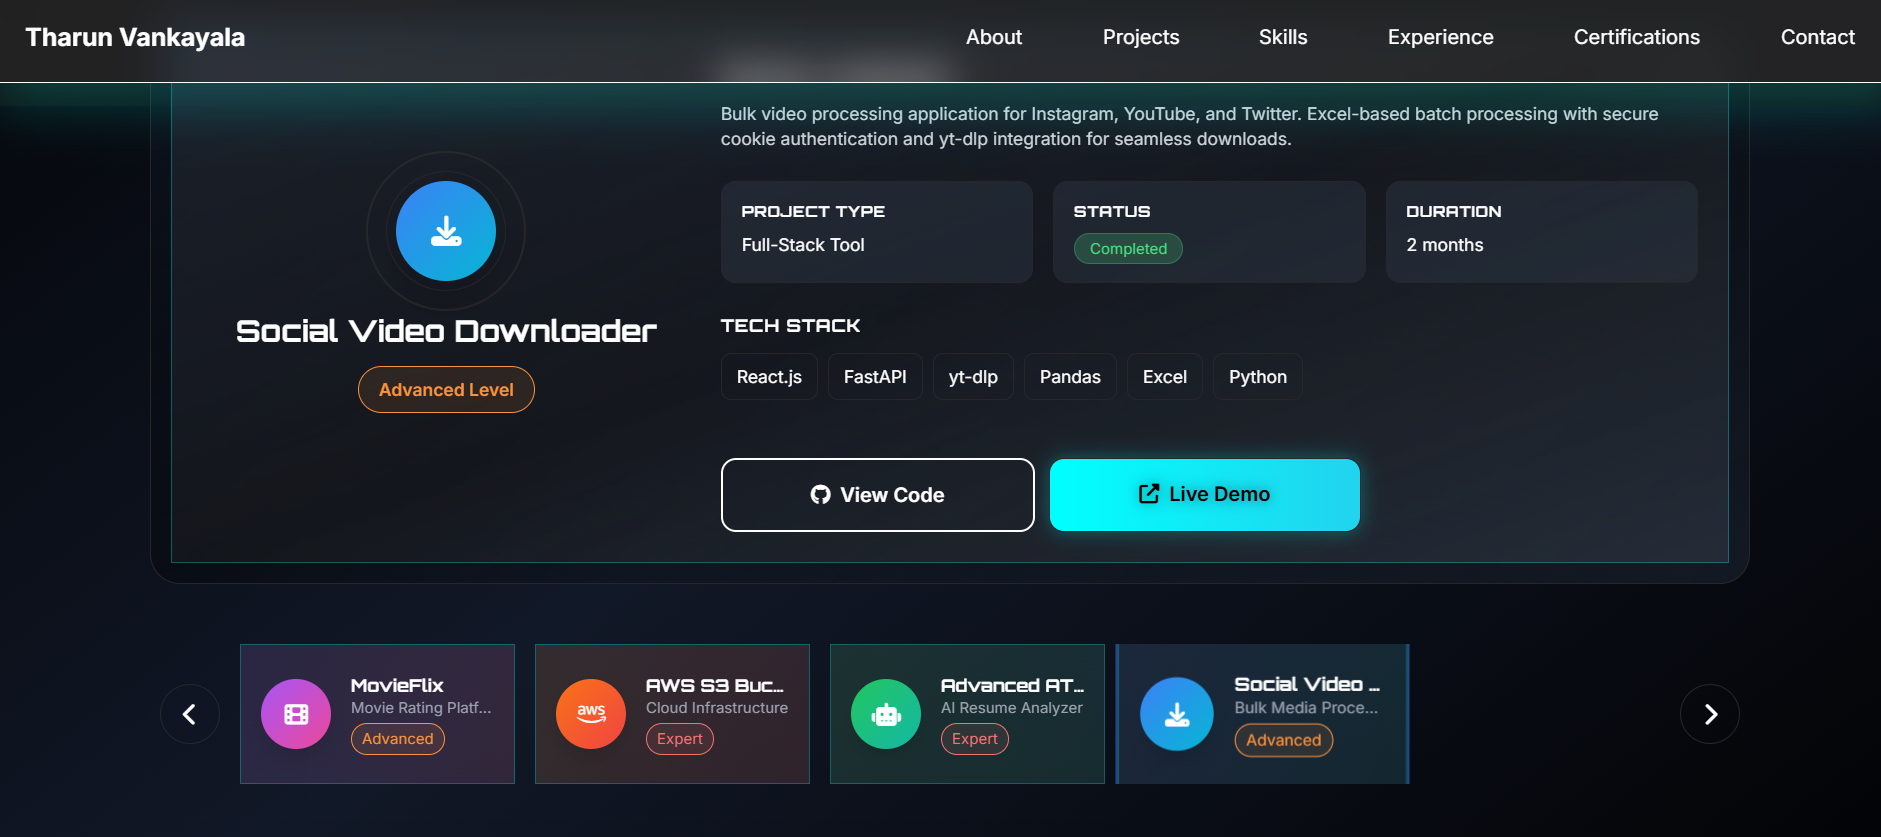 Tharun Vankayala
About
Projects
Skills
Experience
Certifications
Contact
Bulk video processing application for Instagram, YouTube, and Twitter. Excel-based batch processing with secure
cookie authentication and yt-dlp integration for seamless downloads.
Social Video Downloader
Advanced Level
PROJECT TYPE
Full-Stack Tool
STATUS
Completed
DURATION
2 months
TECH STACK
React.js
FastAPI
yt-dlp
Pandas
Excel
Python
View Code
Live Demo
MovieFlix
Movie Rating Platf...
Advanced
aws
AWS S3 Buc...
Cloud Infrastructure
Expert
Advanced AT...
AI Resume Analyzer
Expert
Social Video ...
Bulk Media Proce...
Advanced